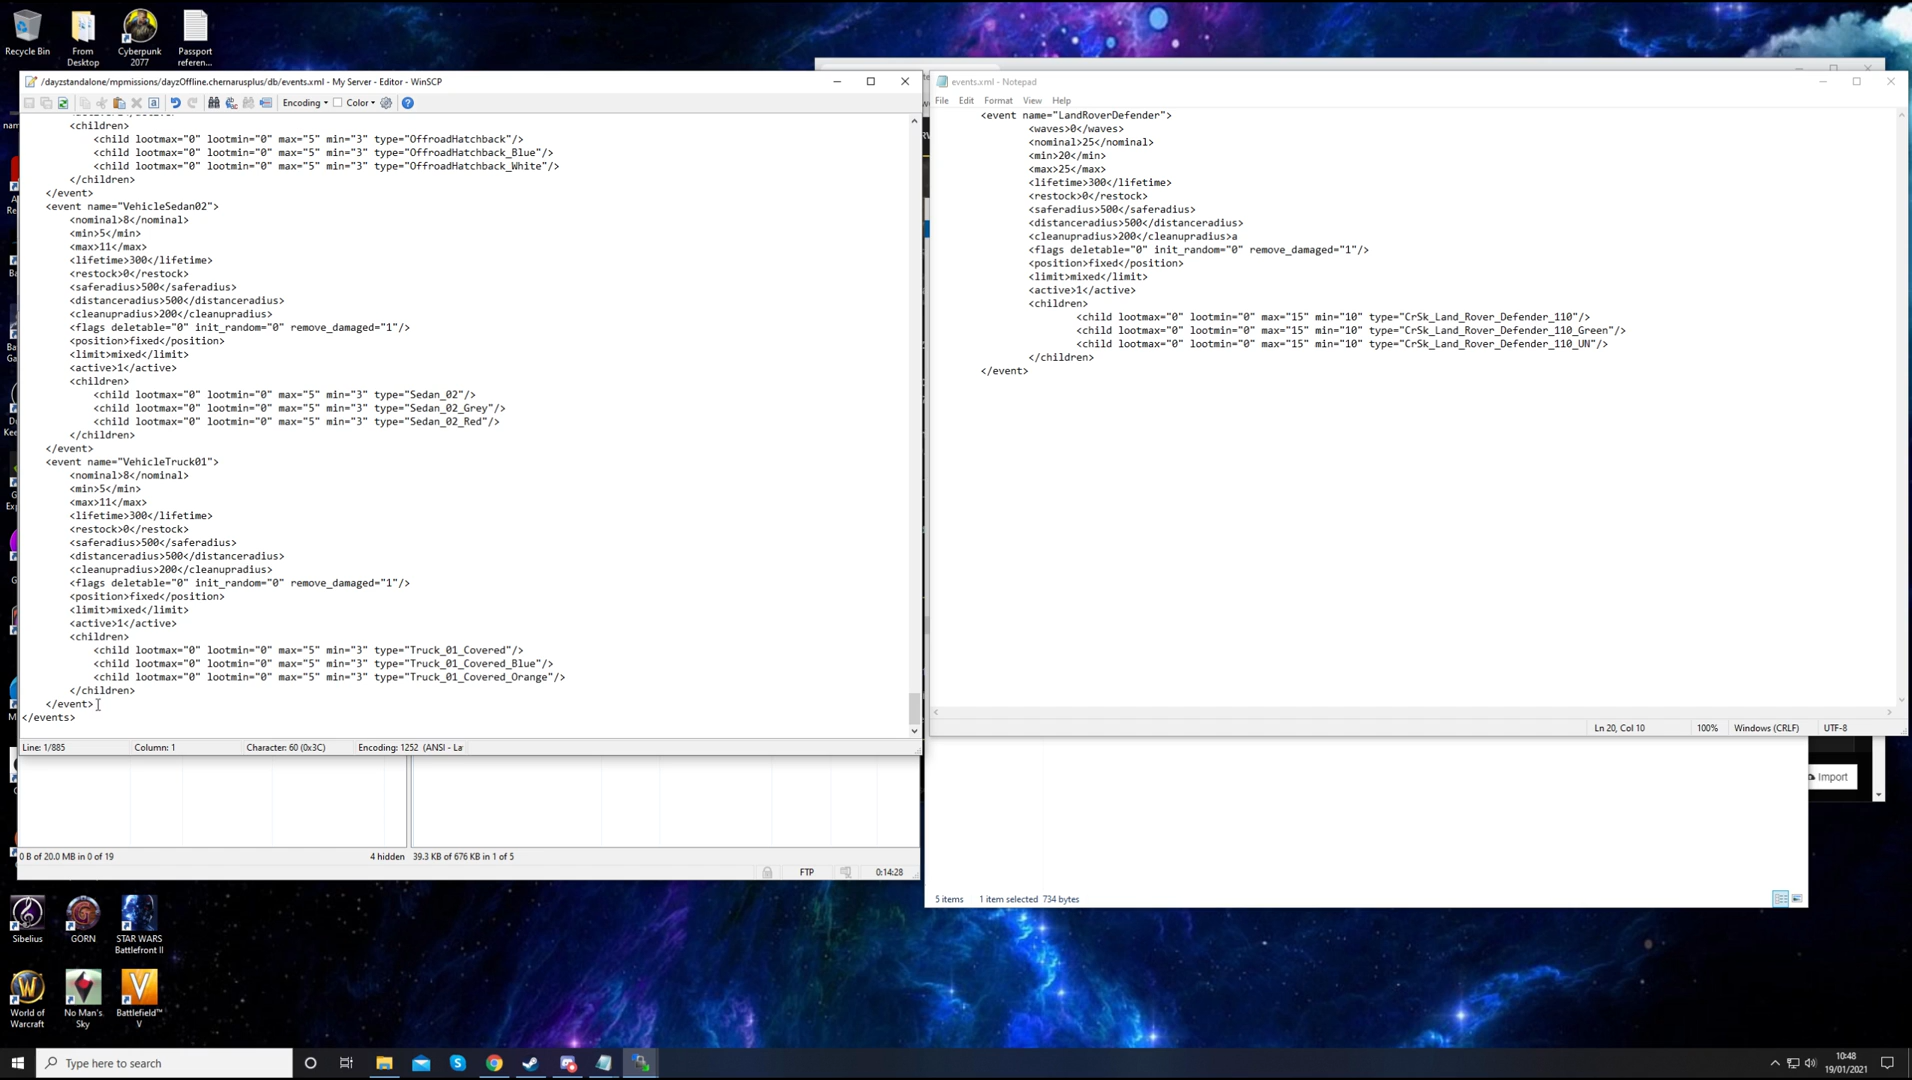 Recycle Bin
From
Desktop
Cyberpunk
2077
Passport
referen...
/dayzstandalone/mpmissions/dayzOffline.chernarusplus/db/events.xml - My Server - Editor - WinSCP
Encoding
Color
<children>
<child lootmax="0" lootmin="0" max="5" min="3" type="OffroadHatchback"/>
<child lootmax="0" lootmin="0" max="5" min="3" type="OffroadHatchback_Blue"/>
<child lootmax="0" lootmin="0" max="5" min="3" type="OffroadHatchback_White"/>
</children>
</event>
<event name="VehicleSedan02">
<nominal>8</nominal>
<min>5</min>
<max>11</max>
<lifetime>300</lifetime>
<restock>0</restock>
<saferadius>500</saferadius>
<distanceradius>500</distanceradius>
<cleanupradius>200</cleanupradius>
<flags deletable="0" init_random="0" remove_damaged="1"/>
<position>fixed</position>
<limit>mixed</limit>
<active>1</active>
<children>
<child lootmax="0" lootmin="0" max="5" min="3" type="Sedan_02"/>
<child lootmax="0" lootmin="0" max="5" min="3" type="Sedan_02_Grey"/>
<child lootmax="0" lootmin="0" max="5" min="3" type="Sedan_02_Red"/>
</children>
</event>
<event name="VehicleTruck01">
<nominal>8</nominal>
<min>5</min>
<max>11</max>
<lifetime>300</lifetime>
<restock>0</restock>
<saferadius>500</saferadius>
<distanceradius>500</distanceradius>
<cleanupradius>200</cleanupradius>
<flags deletable="0" init_random="0" remove_damaged="1"/>
<position>fixed</position>
<limit>mixed</limit>
<active>1</active>
<children>
<child lootmax="0" lootmin="0" max="5" min="3" type="Truck_01_Covered"/>
<child lootmax="0" lootmin="0" max="5" min="3" type="Truck_01_Covered_Blue"/>
<child lootmax="0" lootmin="0" max="5" min="3" type="Truck_01_Covered_Orange"/>
</children>
</event>
</events>
Line: 1/885 Column: 1 Character: 60 (0x3C) Encoding: 1252 (ANSI - La
0 B of 20.0 MB in 0 of 19 4 hidden 39.3 KB of 676 KB in 1 of 5
FTP 0:14:28
events.xml - Notepad
File Edit Format View Help
<event name="LandRoverDefender">
<waves>0</waves>
<nominal>25</nominal>
<min>20</min>
<max>25</max>
<lifetime>300</lifetime>
<restock>0</restock>
<saferadius>500</saferadius>
<distanceradius>500</distanceradius>
<cleanupradius>200</cleanupradius>a
<flags deletable="0" init_random="0" remove_damaged="1"/>
<position>fixed</position>
<limit>mixed</limit>
<active>1</active>
<children>
<child lootmax="0" lootmin="0" max="15" min="10" type="CrSk_Land_Rover_Defender_110"/>
<child lootmax="0" lootmin="0" max="15" min="10" type="CrSk_Land_Rover_Defender_110_Green"/>
<child lootmax="0" lootmin="0" max="15" min="10" type="CrSk_Land_Rover_Defender_110_UN"/>
</children>
</event>
Ln 20, Col 10 100% Windows (CRLF) UTF-8
Import
5 items 1 item selected 734 bytes
Sibelius
GORN
STAR WARS
Battlefront II
World of
Warcraft
No Man's
Sky
Battlefield™
V
Type here to search
10:48
19/01/2021